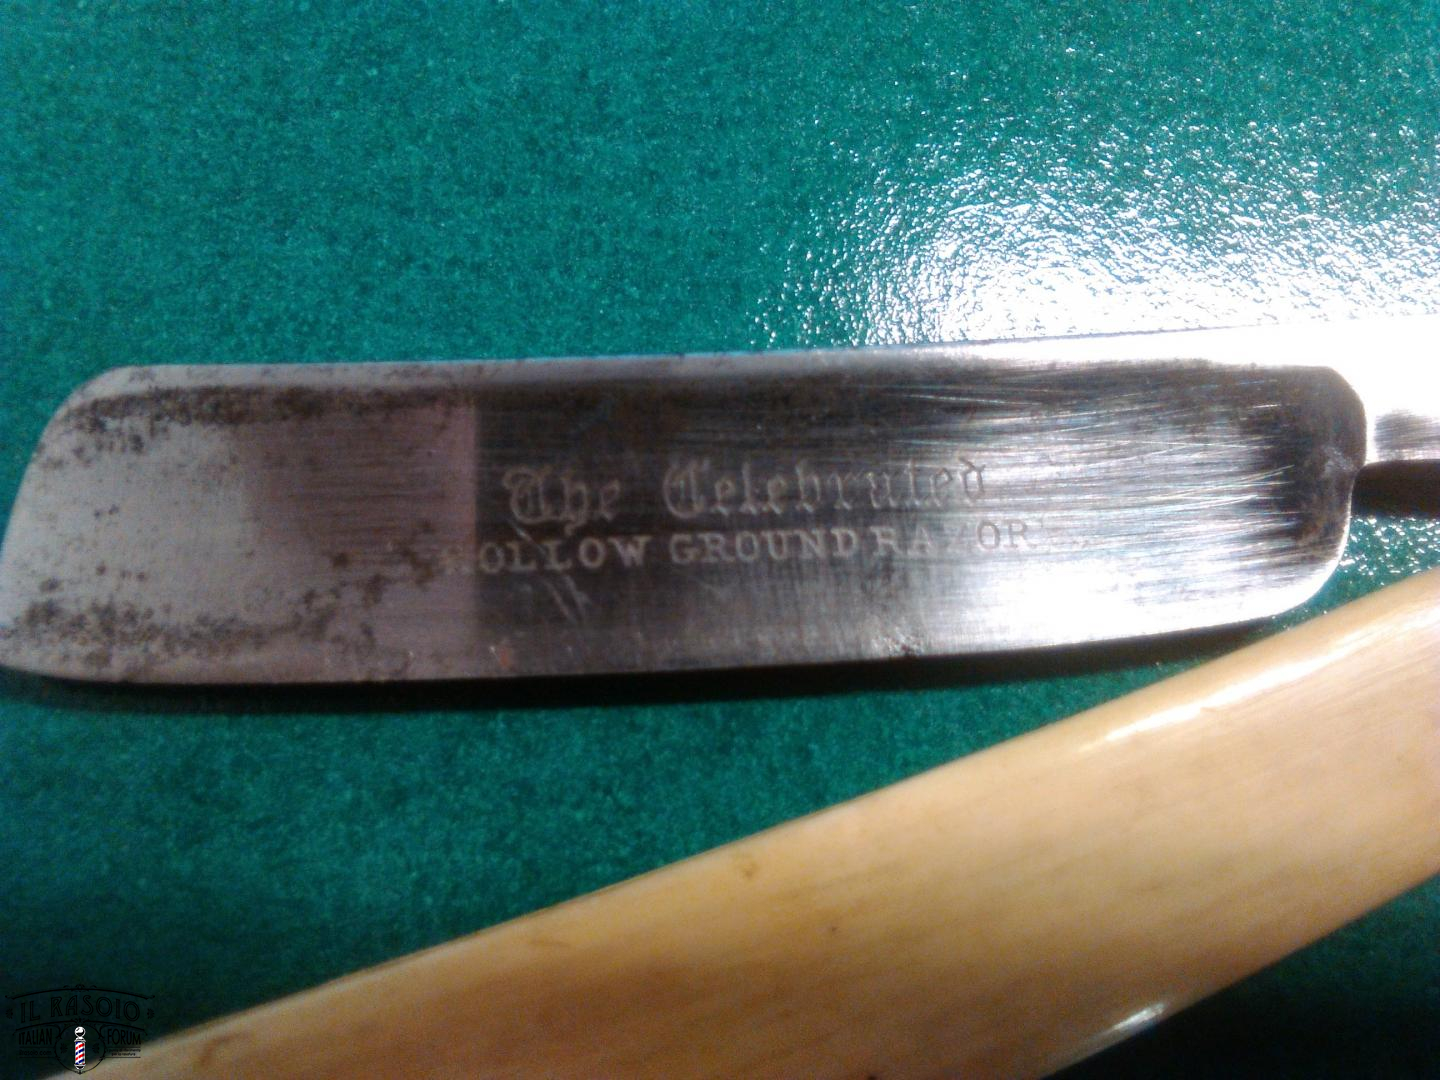 The Celebrated
HOLLOW GROUND RAZOR
IL RASOIO
ITALIAN FORUM